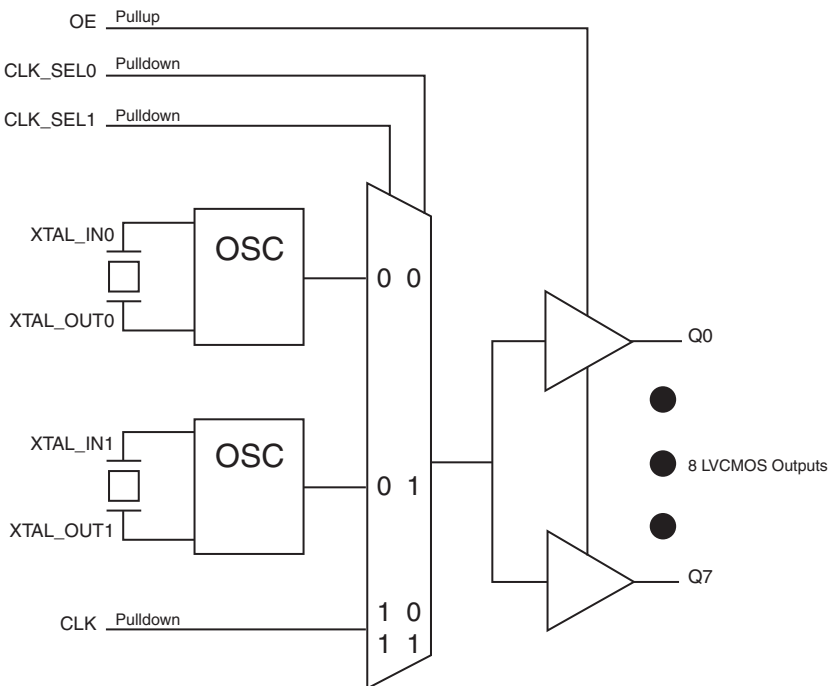 OE Pullup
CLK_SEL0 Pulldown
CLK_SEL1 Pulldown
XTAL_IN0
OSC
0 0
XTAL_OUT0
Q0
XTAL_IN1
OSC
0 1
8 LVCMOS Outputs
XTAL_OUT1
Q7
1 0
CLK Pulldown
1 1